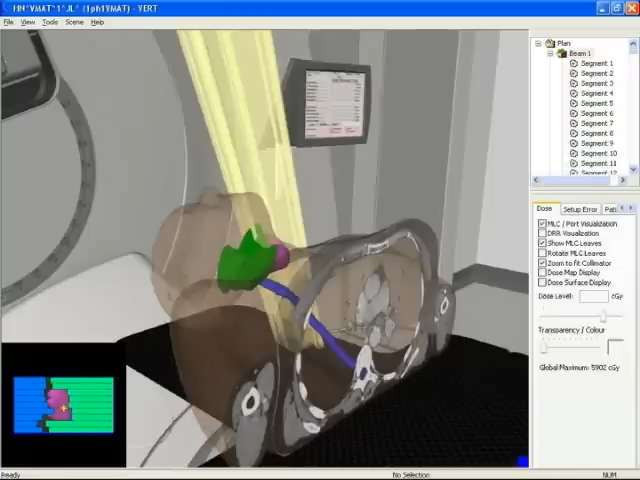 HN^VMAT^1^JL^ (1ph1VMAT) - VERT
File View Tools Scene Help
Plan
Beam 1
Segment 1
Segment 2
Segment 3
Segment 4
Segment 5
Segment 6
Segment 7
Segment 8
Segment 9
Segment 10
Segment 11
Segment 12
Dose Setup Error
MLC / Port Visualization
DRR Visualization
Show MLC Leaves
Rotate MLC Leaves
Zoom to fit Collimator
Dose Map Display
Dose Surface Display
Dose Level: cGy
Transparency / Colour
Global Maximum: 5902 cGy
Ready No Selection NUM